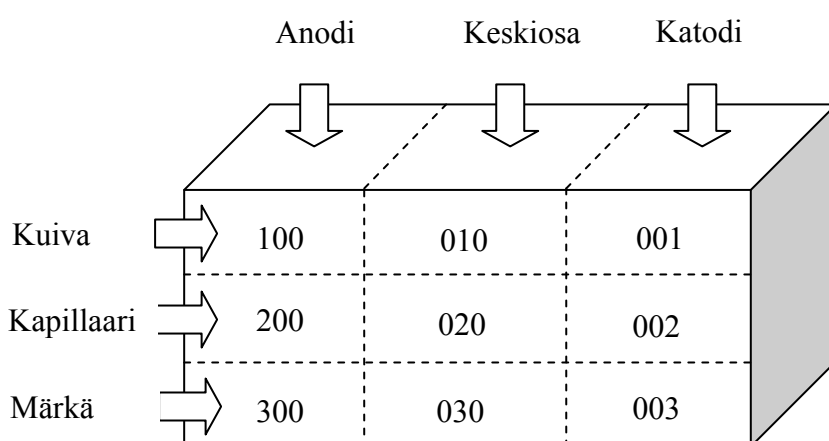 Anodi Keskiosa Katodi
Kuiva 100 010 001
Kapillaari 200 020 002
Märkä 300 030 003